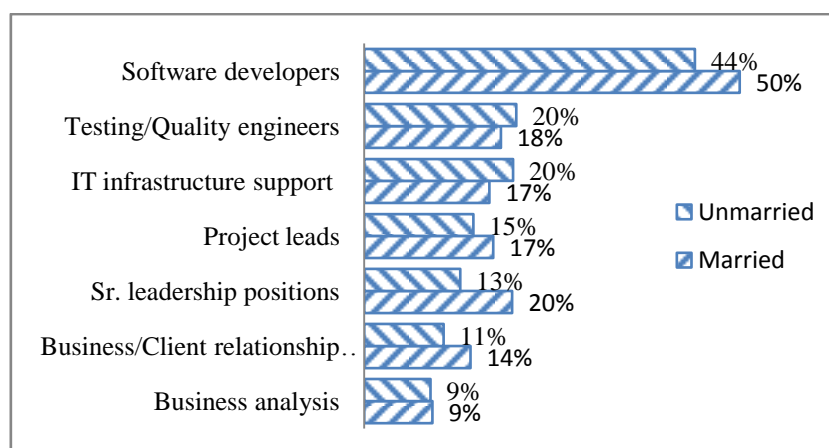 Software developers 44%
50%
Testing/Quality engineers 20%
18%
IT infrastructure support 20%
17%
Unmarried
Project leads 15%
17%
Married
Sr. leadership positions 13%
20%
Business/Client relationship.. 11%
14%
Business analysis 9%
9%